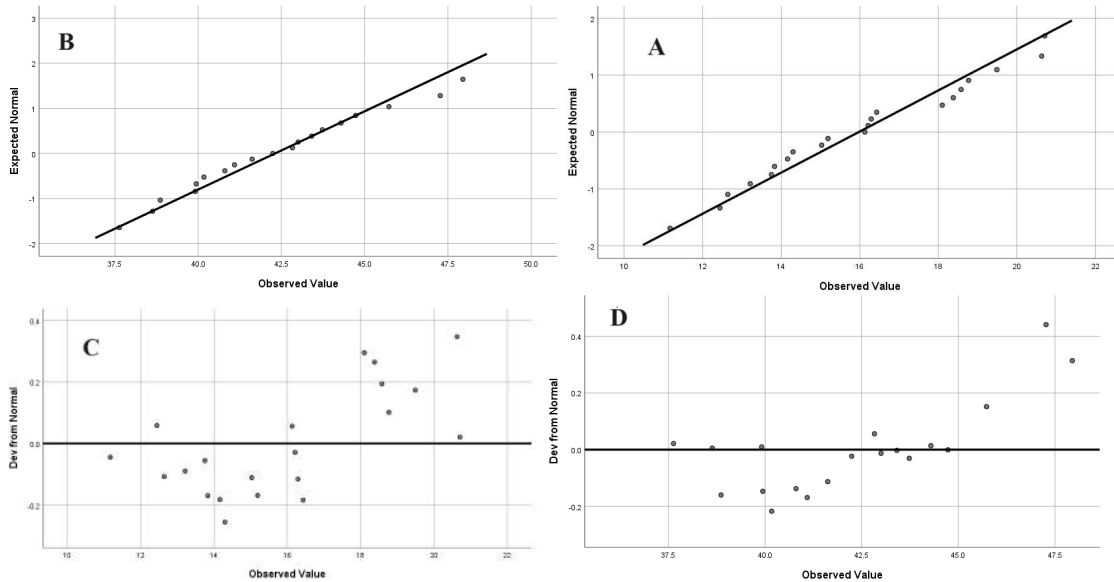 B
3
2
1
0
-1
-2
Expected Normal
37.5 40.0 42.5 45.0 47.5 50.0
Observed Value
A
2
1
0
-1
-2
Expected Normal
10 12 14 16 18 20 22
Observed Value
C
0.4
0.2
0.0
-0.2
Dev from Normal
10 12 14 16 18 20 22
Observed Value
D
0.4
0.2
0.0
-0.2
Dev from Normal
37.5 40.0 42.5 45.0 47.5
Observed Value